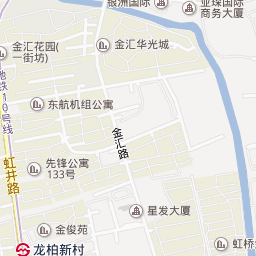 银洲国际
亚琛国际
商务大厦
金汇花园(
一街坊)
金汇华光城
地铁10号线
东航机组公寓
金汇路
先锋公寓
133号
虹井路
星发大厦
金俊苑
虹桥
龙柏新村